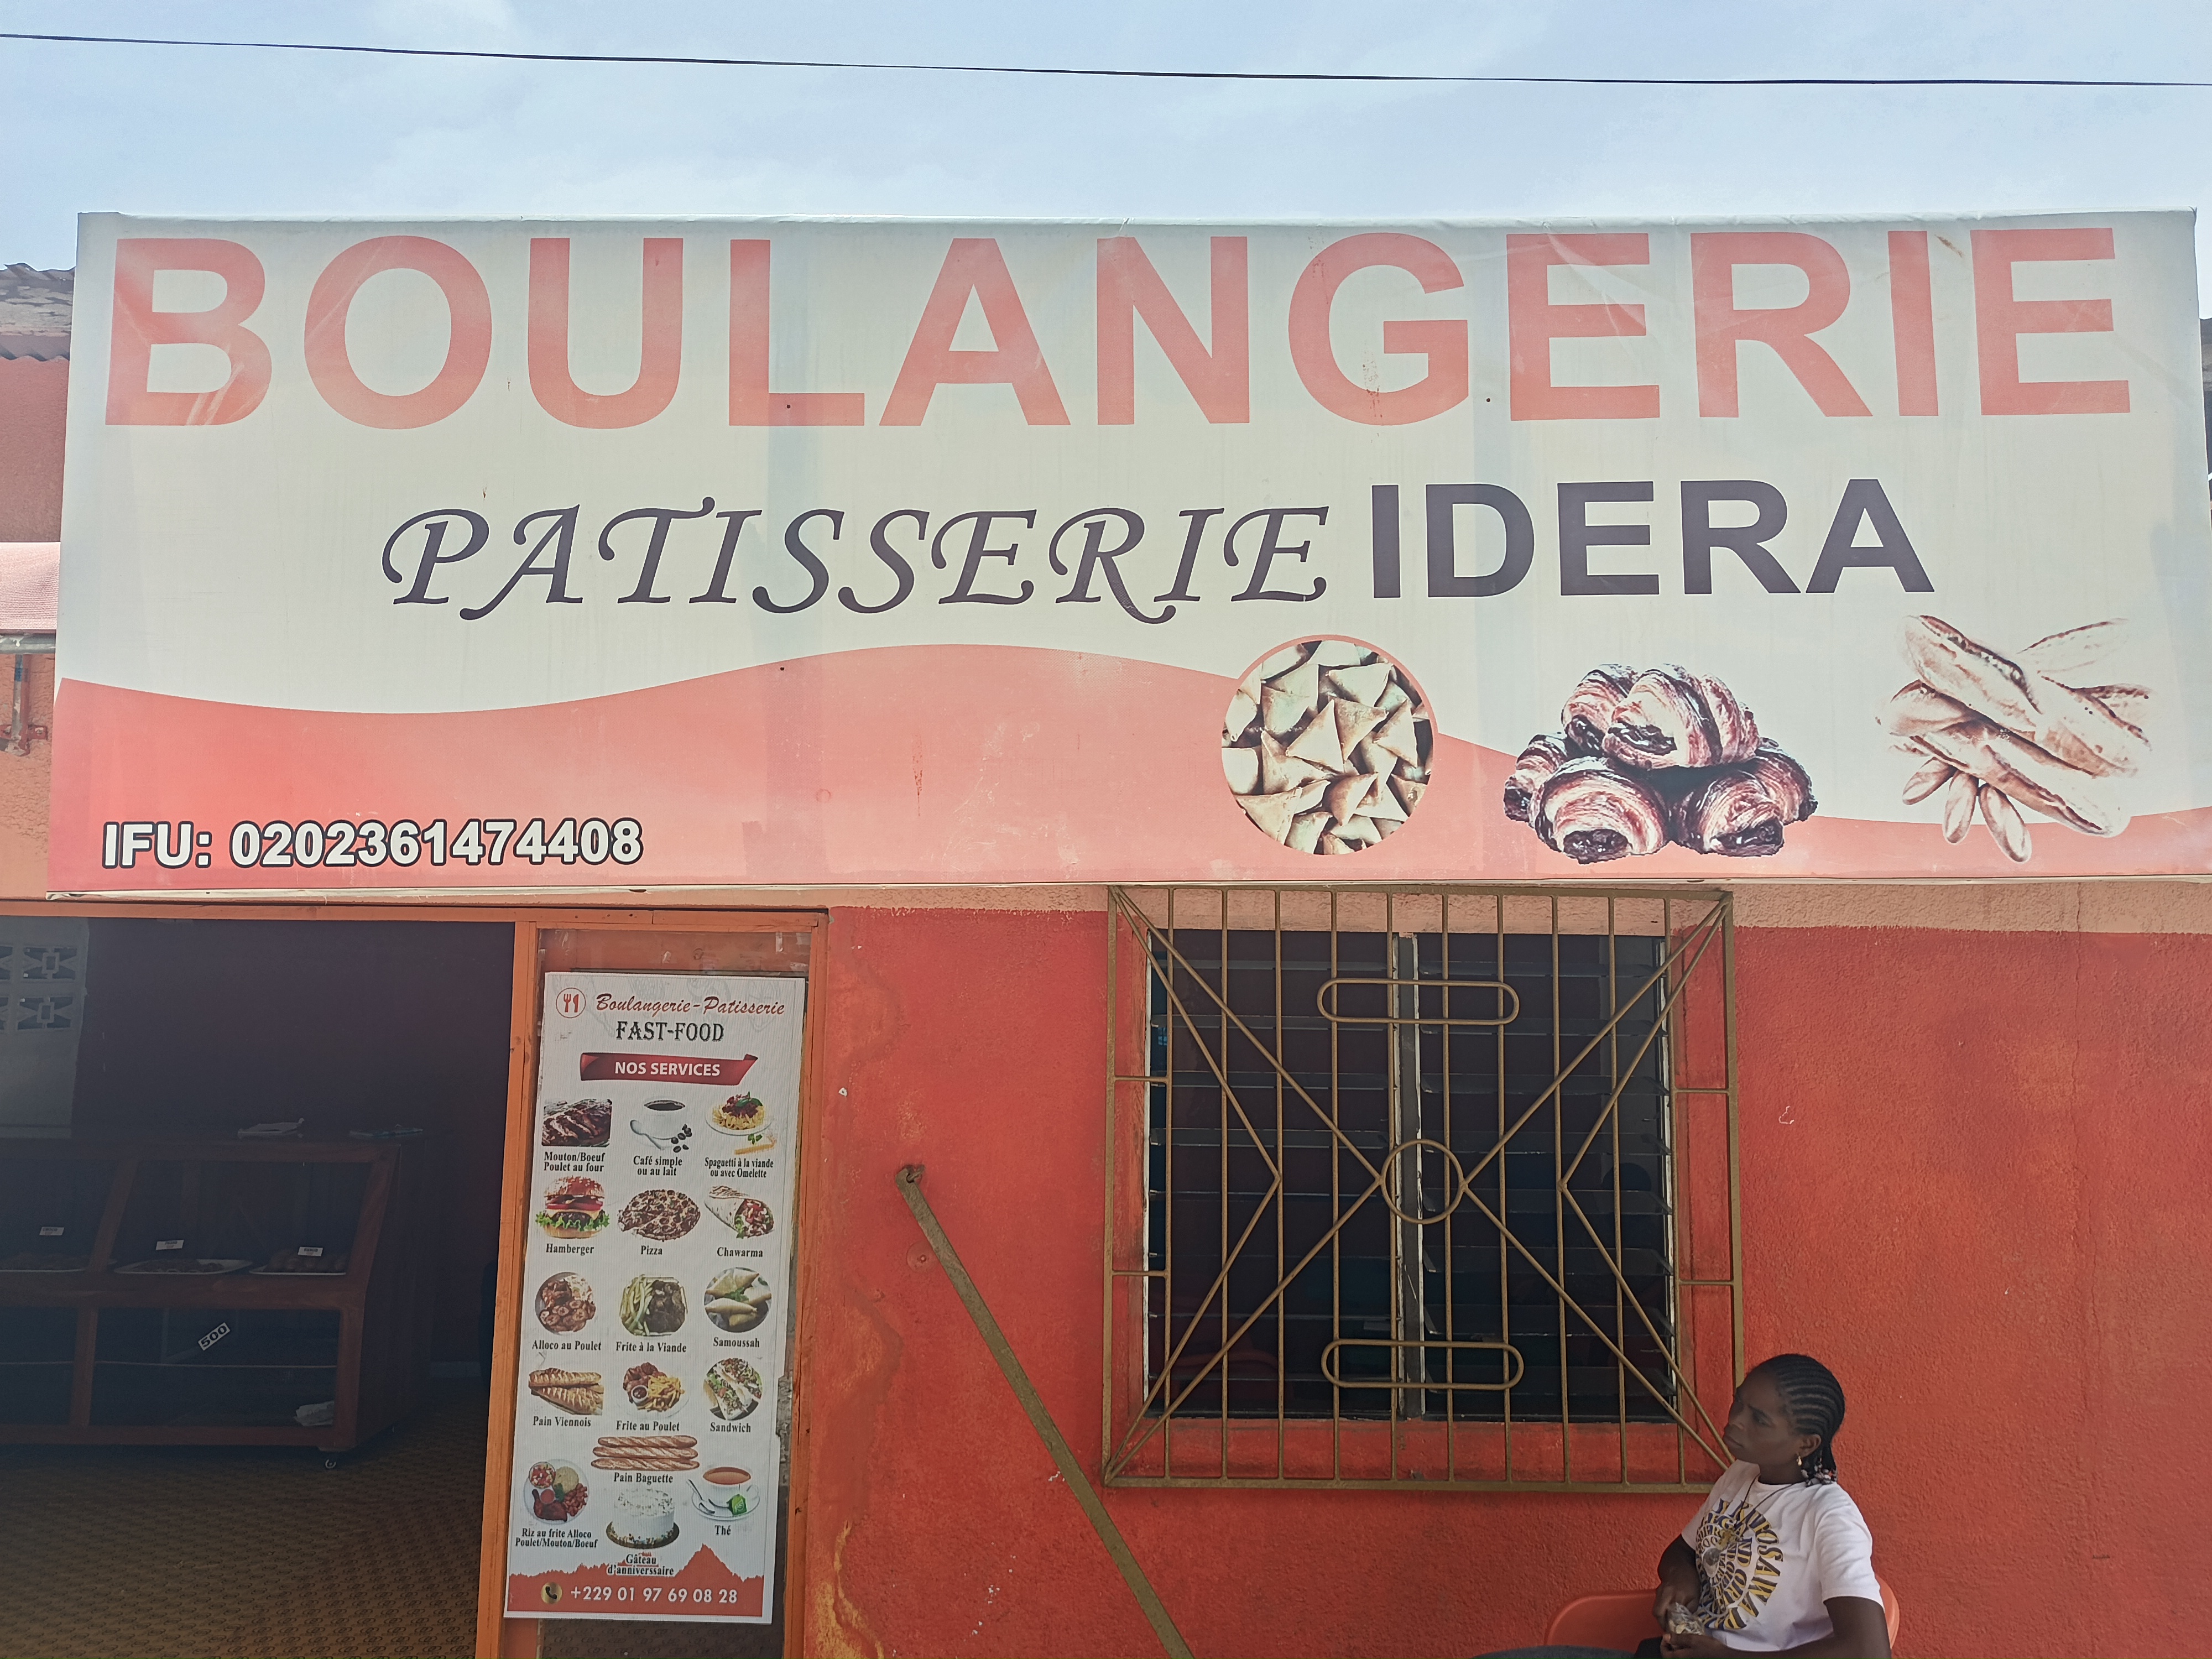 BOULANGERIE
PATISSERIE IDERA
IFU: 0202361474408
Boulangerie-Patisserie
FAST-FOOD
NOS SERVICES
Mouton/Boeuf
Poulet au four
Café simple
ou au lait
Spaguetti à la viande
ou avec Omelette
Hamberger
Pizza
Chawarma
Alloco au Poulet
Frite à la Viande
Samoussah
Pain Viennois
Frite au Poulet
Sandwich
Pain Baguette
Riz au frite Alloco
Poulet/Mouton/Boeuf
Gâteau
d'anniverssaire
Thé
+229 01 97 69 08 28
500